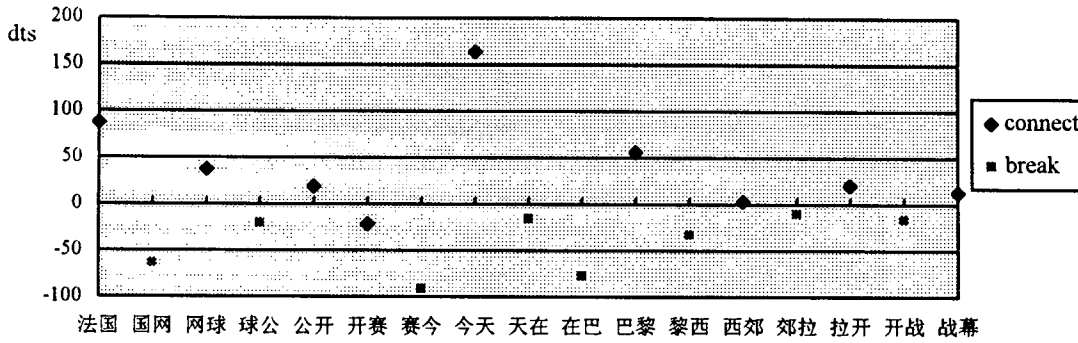 200
dts
150
100
50
0
-50
-100
connect
break
法国 国网 网球 球公 公开 开赛 赛今 今天 天在 在巴 巴黎 黎西 西郊 郊拉 拉开 开战 战幕